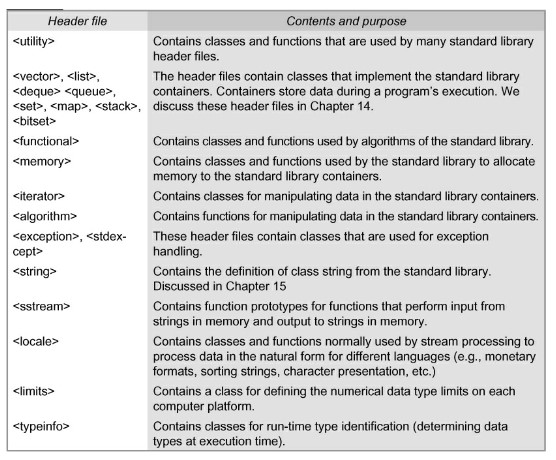 Header file Contents and purpose
<utility> Contains classes and functions that are used by many standard library
header files.
<vector>, <list>, The header files contain classes that implement the standard library
<deque> <queue>, containers. Containers store data during a program's execution. We
<set>, <map>, <stack>, discuss these header files in Chapter 14.
<bitset>
<functional> Contains classes and functions used by algorithms of the standard library.
<memory> Contains classes and functions used by the standard library to allocate
memory to the standard library containers.
<iterator> Contains classes for manipulating data in the standard library containers.
<algorithm> Contains functions for manipulating data in the standard library containers.
<exception>, <stdex- These header files contain classes that are used for exception
cept> handling.
<string> Contains the definition of class string from the standard library.
Discussed in Chapter 15
<sstream> Contains function prototypes for functions that perform input from
strings in memory and output to strings in memory.
<locale> Contains classes and functions normally used by stream processing to
process data in the natural form for different languages (e.g., monetary
formats, sorting strings, character presentation, etc.)
<limits> Contains a class for defining the numerical data type limits on each
computer platform.
<typeinfo> Contains classes for run-time type identification (determining data
types at execution time).